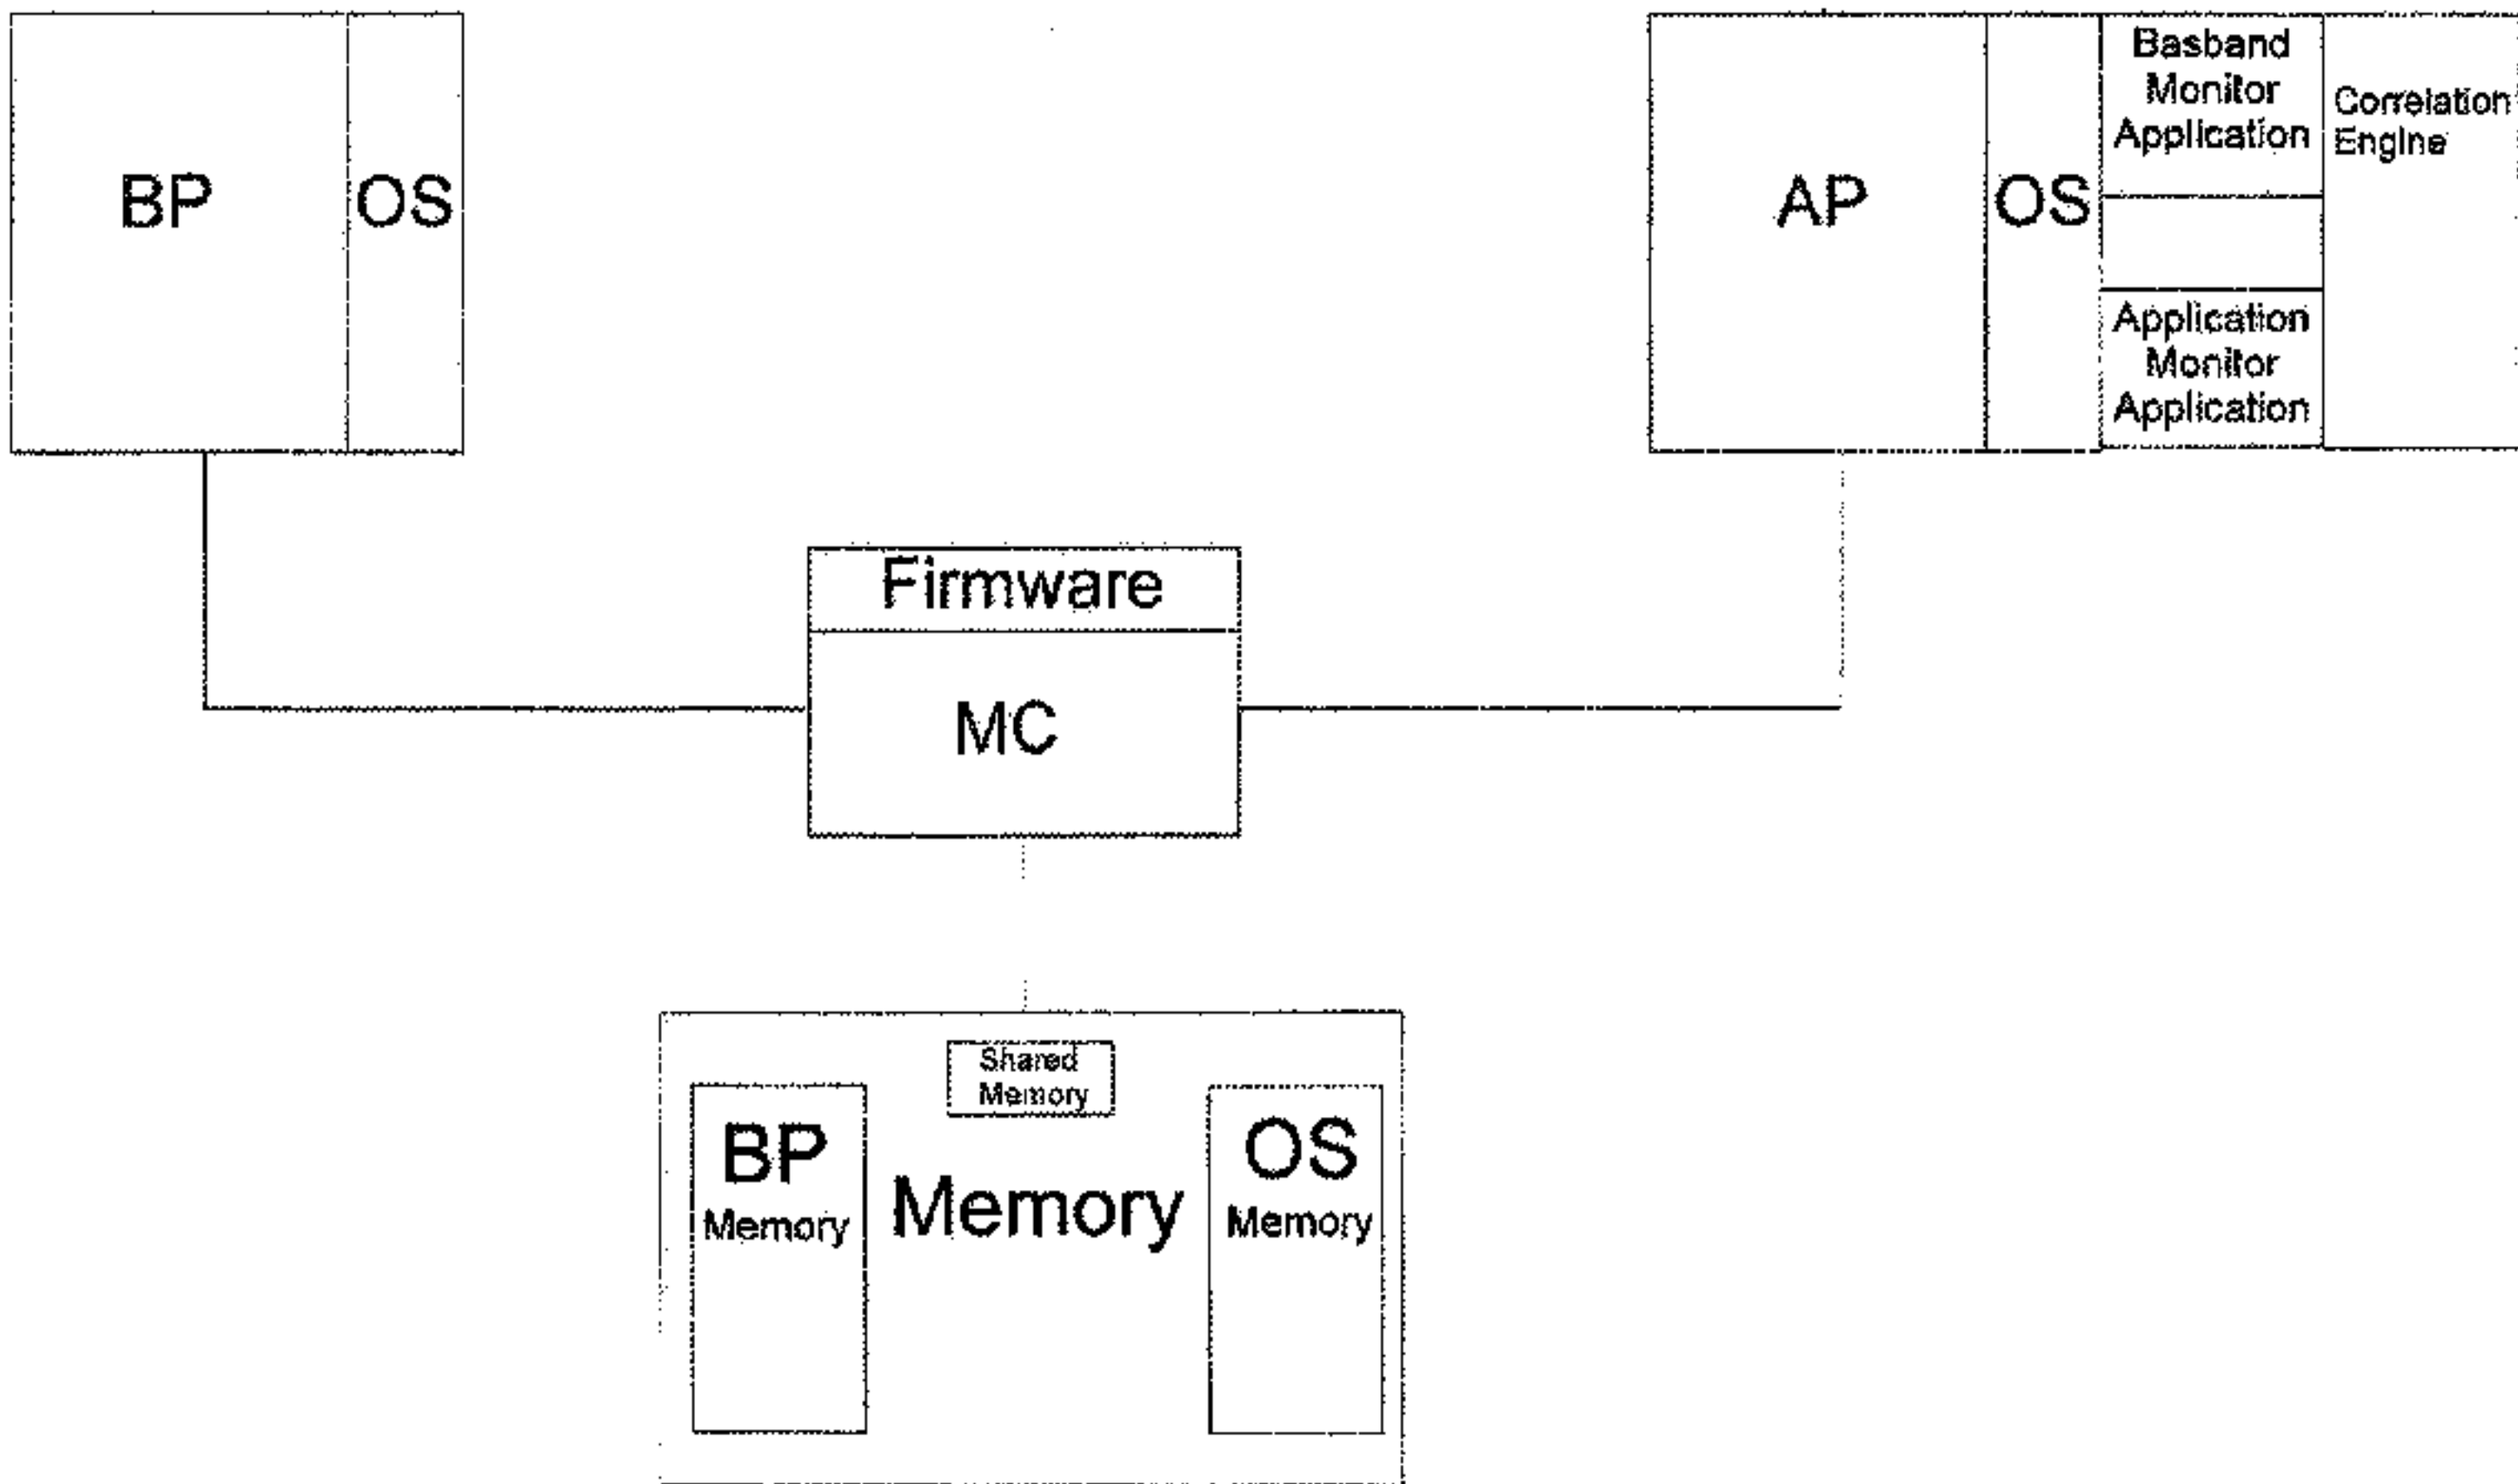 BP
OS
AP
OS
Basband
Monitor
Application
Correlation
Engine
Application
Monitor
Application
Firmware
MC
Shared
Memory
BP
Memory
Memory
OS
Memory